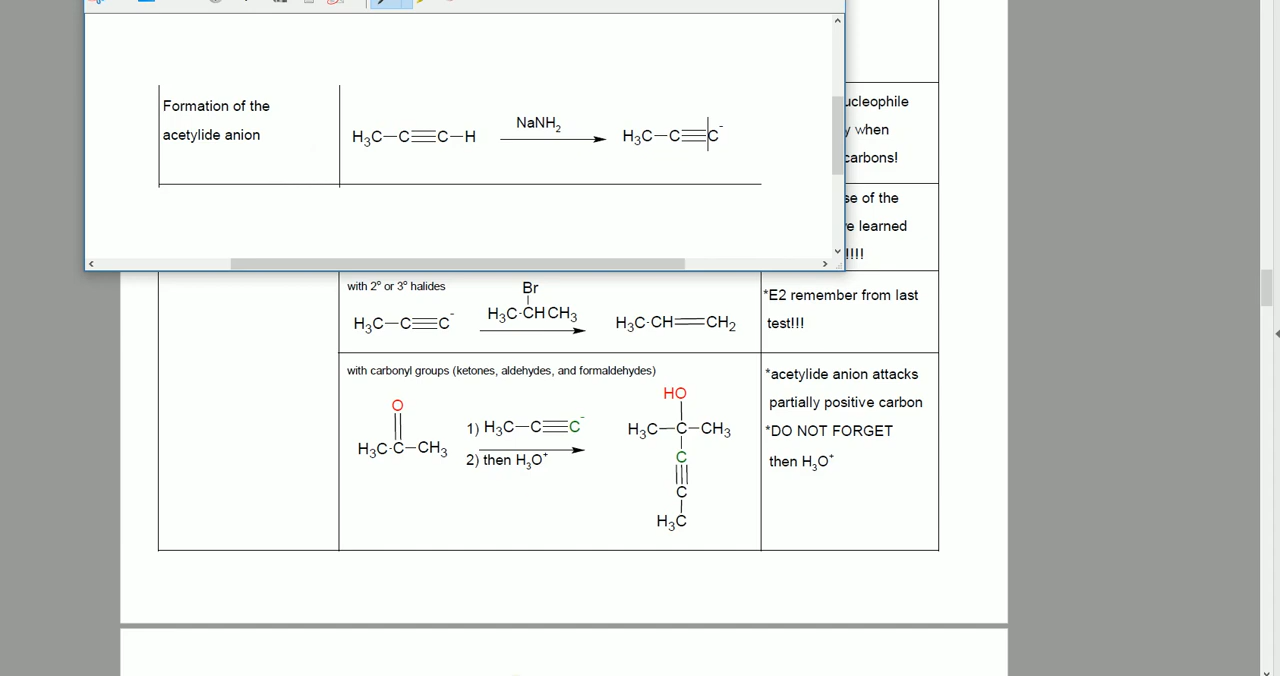 Formation of the
acetylide anion
H₃C—C≡C—H
NaNH₂
H₃C—C≡C⁻
carbons!
when
se of the
learned
!!!!
with 2° or 3° halides
H₃C—C≡C⁻
Br
H₃C·CHCH₃
H₃C·CH=CH₂
*E2 remember from last
test!!!
with carbonyl groups (ketones, aldehydes, and formaldehydes)
O
H₃C·C—CH₃
1) H₃C—C≡C⁻
2) then H₃O⁺
HO
H₃C—C—CH₃
C
C
H₃C
*acetylide anion attacks
partially positive carbon
*DO NOT FORGET
then H₃O⁺